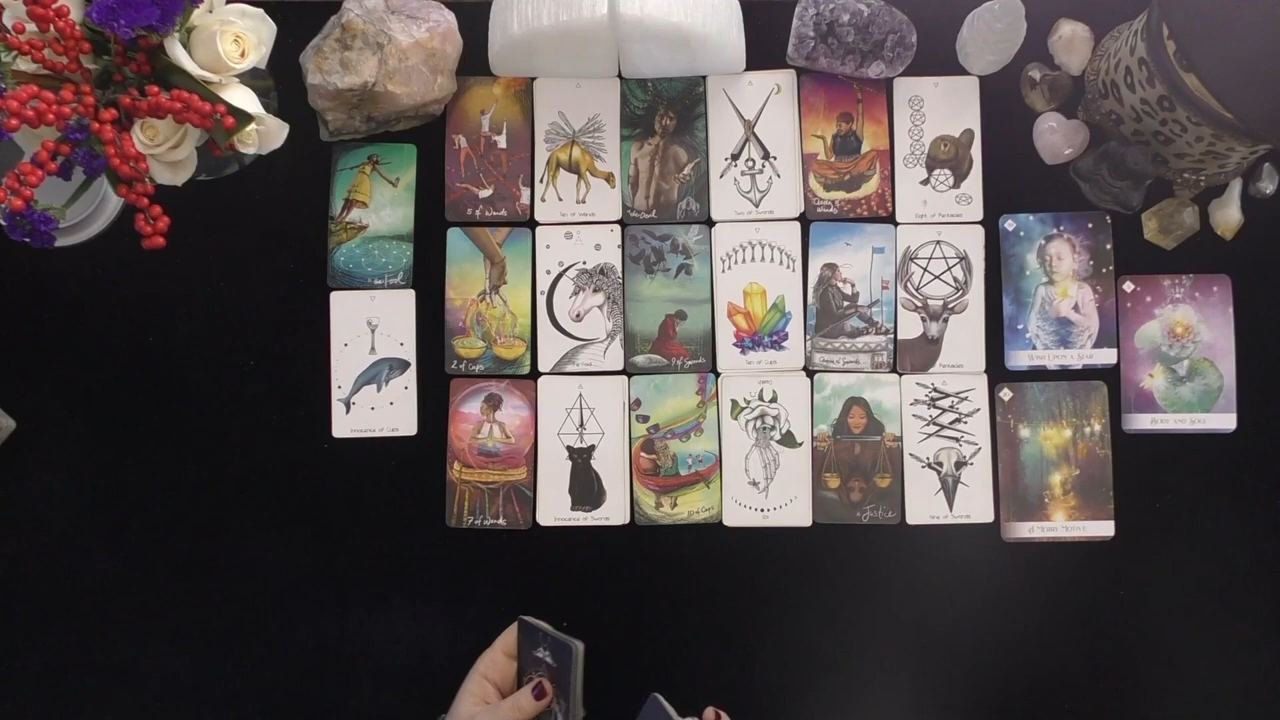 the Fool
Innocence of Cups
5 of Wands
Ten of Wands
the Devil
Two of Swords
Queen of Wands
Eight of Pentacles
2 of Cups
9 of Swords
Ten of Cups
Queen of Swords
Pentacles
7 of Wands
Innocence of Swords
10 of Cups
Justice
Nine of Swords
Wish Upon a Star
Body and Soul
A Merry Motive